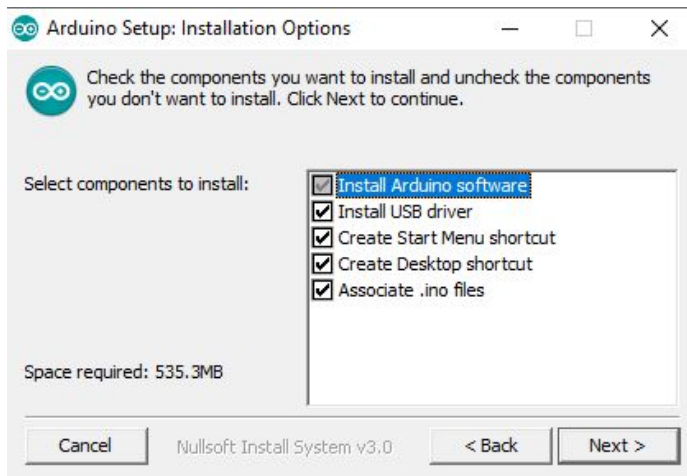 Arduino Setup: Installation Options
Check the components you want to install and uncheck the components
you don't want to install. Click Next to continue.
Select components to install:
Install Arduino software
Install USB driver
Create Start Menu shortcut
Create Desktop shortcut
Associate .ino files
Space required: 535.3MB
Cancel
Nullsoft Install System v3.0
< Back
Next >